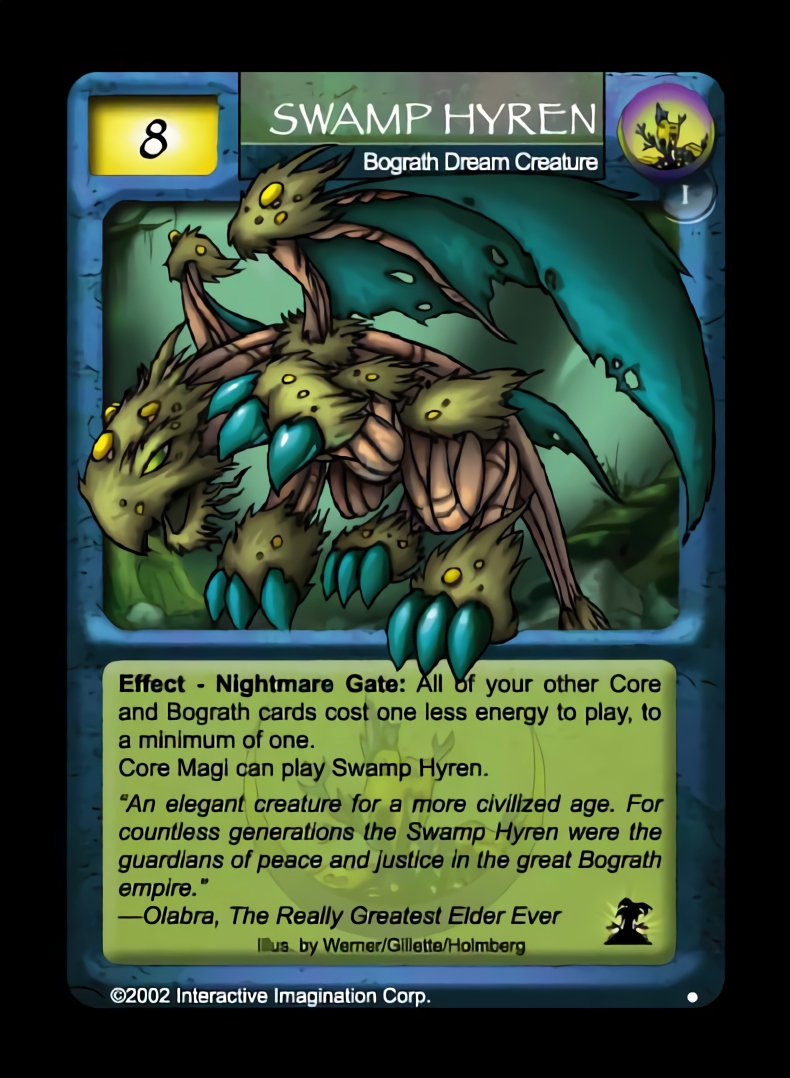 8
SWAMP HYREN
Bograth Dream Creature
I
Effect - Nightmare Gate: All of your other Core
and Bograth cards cost one less energy to play, to
a minimum of one.
Core Magi can play Swamp Hyren.
"An elegant creature for a more civilized age. For
countless generations the Swamp Hyren were the
guardians of peace and justice in the great Bograth
empire."
—Olabra, The Really Greatest Elder Ever
Illus. by Werner/Gillette/Holmberg
©2002 Interactive Imagination Corp.